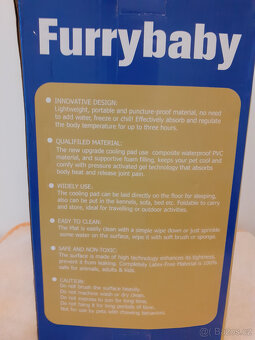 Furrybaby
INNOVATIVE DESIGN:
Lightweight, portable and puncture-proof material, no need
to add water, freeze or chill! Effectively absorb and regulate
the body temperature for up to three hours.
QUALIFILED MATERIAL:
The new upgrade cooling pad use composite waterproof PVC
material, and supportive foam filling, keeps your pet cool and
comfy with pressure activated gel technology that absorbs
body heat and release joint pain.
WIDELY USE:
The cooling pad can be laid directly on the floor for sleeping,
also can be put in the kennels, sofa, bed etc. Foldable to carry
and store, ideal for travelling or outdoor activities.
EASY TO CLEAN:
The Mat is easily to clean with a simple wipe down or just sprinkle
some water on the surface, wipe it with soft brush or sponge.
SAFE AND NON-TOXIC
The surface is made of high technology enhances its tightness,
prevent it from leaking. Completely Latex-Free Material is 100%
safe for animals, adults & kids.
CAUTION:
Do not brush the surface
Do not machine wash or dry clean.
Do not expose to sun for long time.
Do not hang it for long periods of time.
Not for use by pets with chewing behaviors.
Bazos.cz